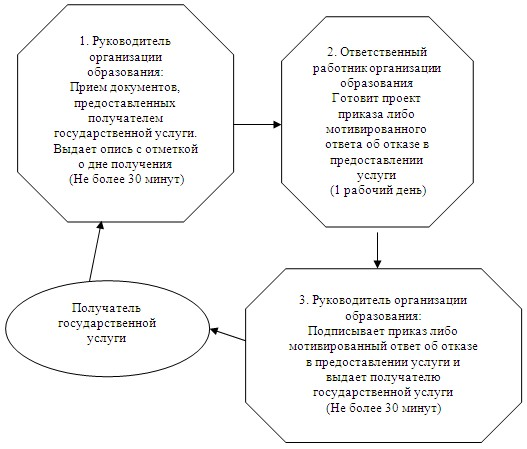 1. Руководитель
организации
образования:
Прием документов,
предоставленных
получателем
государственной услуги.
Выдает опись с отметкой
о дне получения
(Не более 30 минут)
2. Ответственный
работник организации
образования
Готовит проект
приказа либо
мотивированного
ответа об отказе в
предоставлении
услуги
(1 рабочий день)
3. Руководитель организации
образования:
Подписывает приказ либо
мотивированный ответ об отказе
в предоставлении услуги и
выдает получателю
государственной услуги
(Не более 30 минут)
Получатель
государственной
услуги